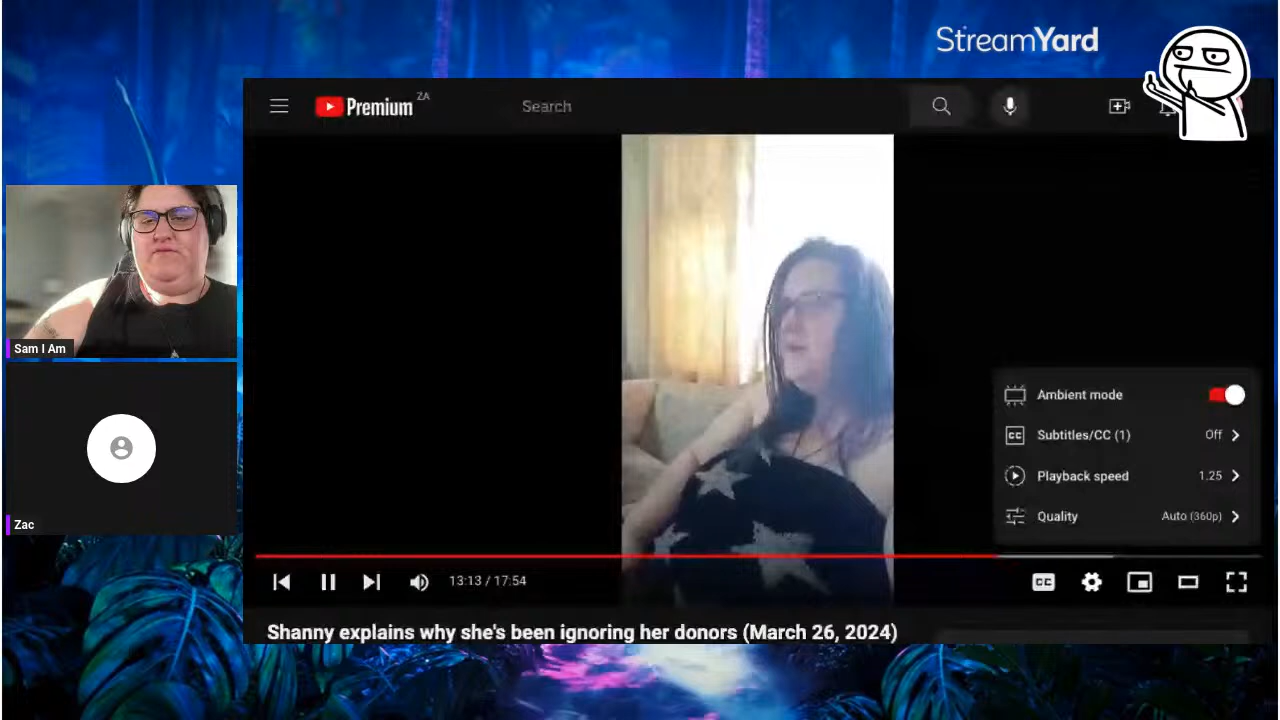 StreamYard
Premium ZA
Search
Sam I Am
Zac
Ambient mode
Subtitles/CC (1) Off
Playback speed 1.25
Quality Auto (360p)
13:13 / 17:54
CC
Shanny explains why she's been ignoring her donors (March 26, 2024)